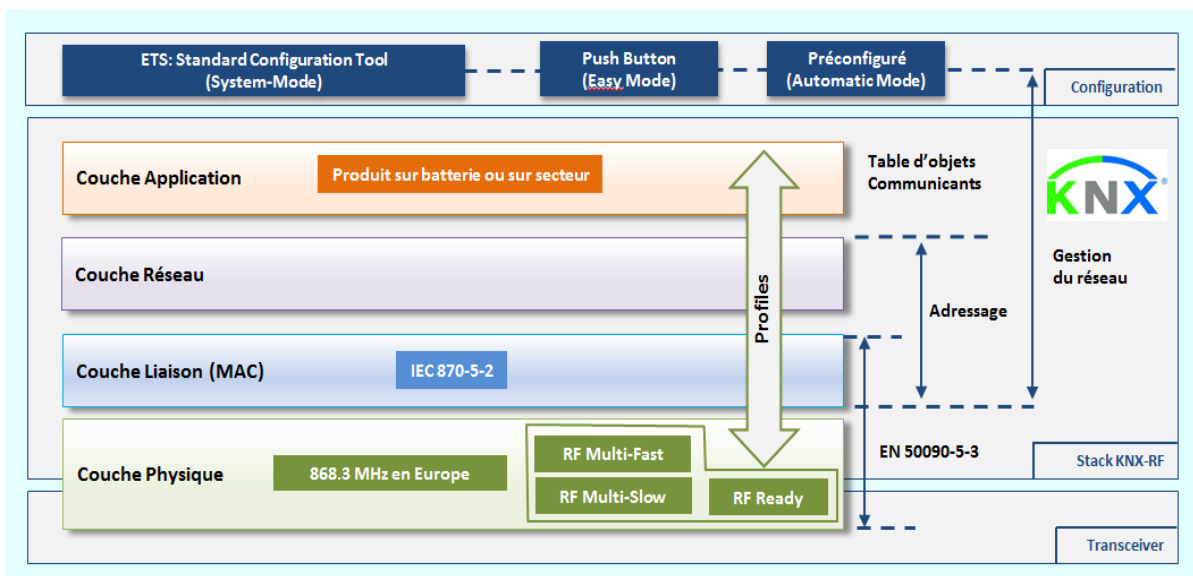 ETS: Standard Configuration Tool
(System-Mode)
Push Button
(Easy Mode)
Préconfiguré
(Automatic Mode)
Configuration
Couche Application
Produit sur batterie ou sur secteur
Table d'objets
Communicants
KNX®
Couche Réseau
Profiles
Gestion
du réseau
Adressage
Couche Liaison (MAC)
IEC 870-5-2
Couche Physique
868.3 MHz en Europe
RF Multi-Fast
RF Multi-Slow
RF Ready
EN 50090-5-3
Stack KNX-RF
Transceiver